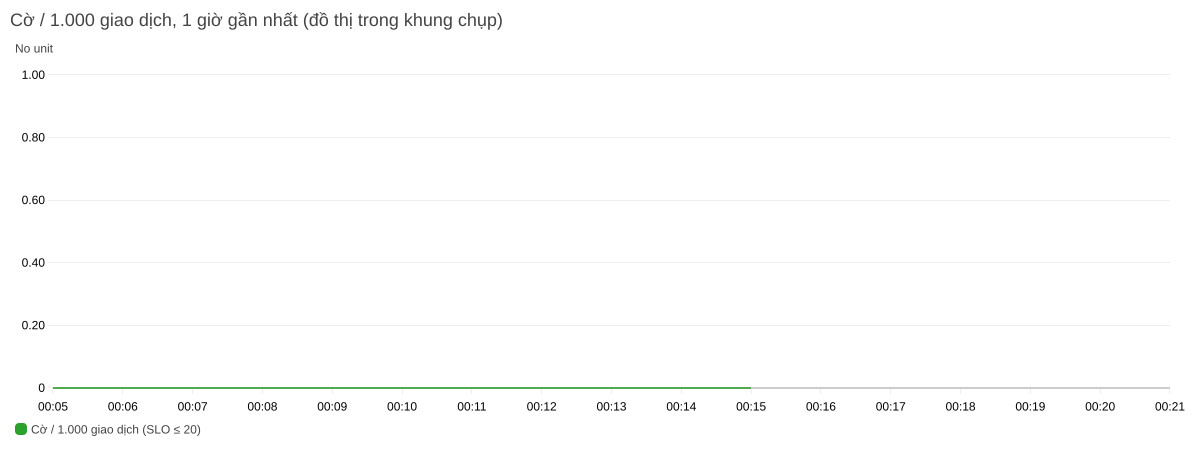 Cờ / 1.000 giao dịch, 1 giờ gần nhất (đồ thị trong khung chụp)
No unit
1.00
0.80
0.60
0.40
0.20
0
00:05 00:06 00:07 00:08 00:09 00:10 00:11 00:12 00:13 00:14 00:15 00:16 00:17 00:18 00:19 00:20 00:21
Cờ / 1.000 giao dịch (SLO ≤ 20)